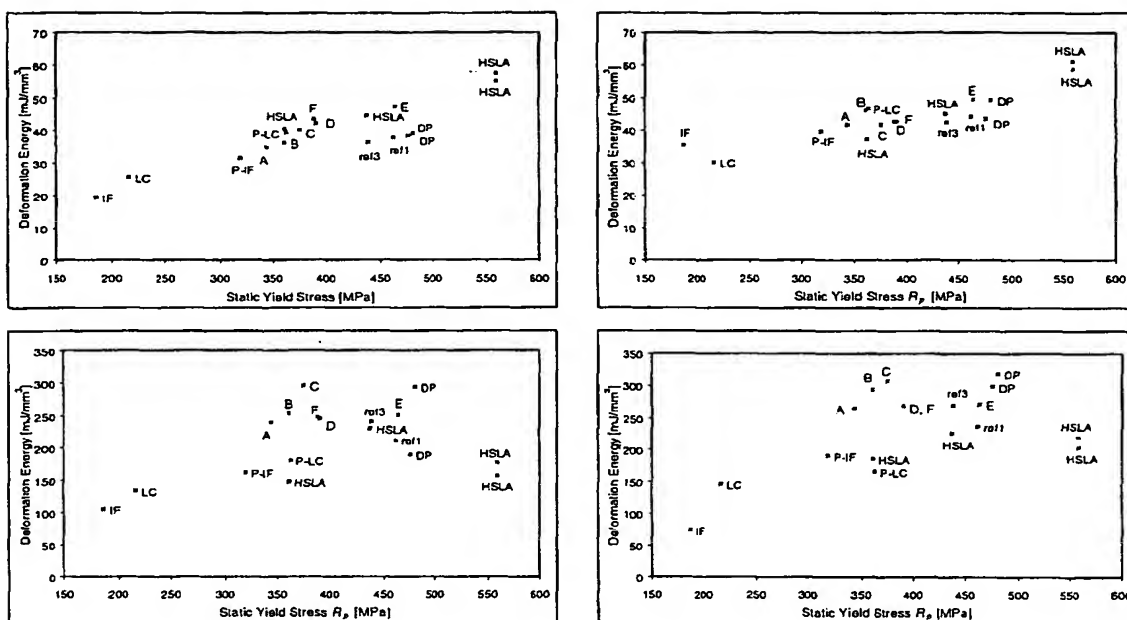 Deformation Energy [mJ/mm³]
70
60
50
40
30
20
10
0
HSLA
HSLA
E
F
D
HSLA
HSLA
P-LC
C
B
DP
DP
ref1
ref3
A
P-IF
LC
IF
150 200 250 300 350 400 450 500 550 600
Static Yield Stress [MPa]
Deformation Energy [mJ/mm³]
70
60
50
40
30
20
10
0
HSLA
HSLA
E
DP
B
P-LC
HSLA
A
F
D
C
ref3
ref1
DP
P-IF
HSLA
IF
LC
150 200 250 300 350 400 450 500 550 600
Static Yield Stress Rp [MPa]
Deformation Energy [mJ/mm³]
350
300
250
200
150
100
50
0
C
DP
B
F
D
E
A
ref3
HSLA
ref1
DP
P-LC
P-IF
HSLA
HSLA
HSLA
LC
IF
150 200 250 300 350 400 450 500 550 600
Static Yield Stress Rp [MPa]
Deformation Energy [mJ/mm³]
350
300
250
200
150
100
50
0
C
B
DP
DP
A
D, F
ref3
E
ref1
HSLA
HSLA
HSLA
P-IF
HSLA
P-LC
LC
IF
150 200 250 300 350 400 450 500 550 600
Static Yield Stress Rp [MPa]